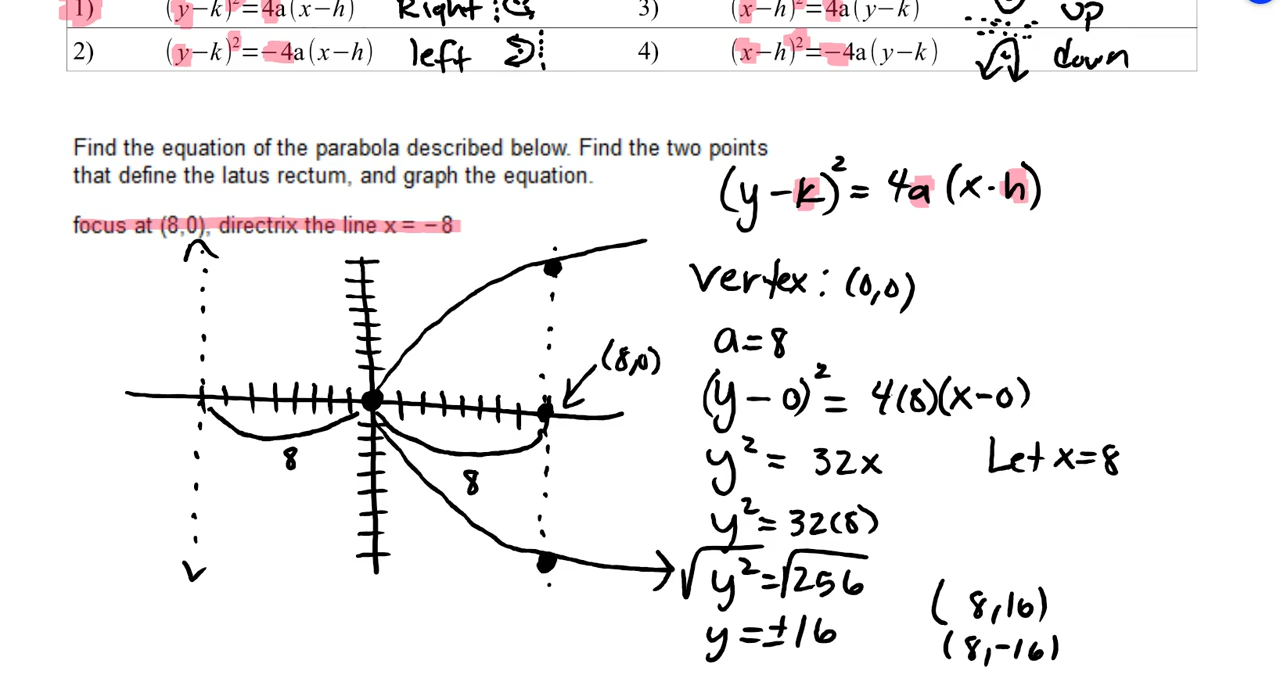 1) (y−k)²=4a(x−h) Right 3) (x−h)²=4a(y−k) up
2) (y−k)²=−4a(x−h) left 4) (x−h)²=−4a(y−k) down
Find the equation of the parabola described below. Find the two points
that define the latus rectum, and graph the equation.
(y-k)²= 4a(x-h)
focus at (8,0), directrix the line x = −8
vertex: (0,0)
a=8
(8,0)
(y-0)²= 4(8)(x-0)
8
8
y²= 32x Let x=8
y²=32(8)
√y²=√256
y=±16
(8,16)
(8,-16)